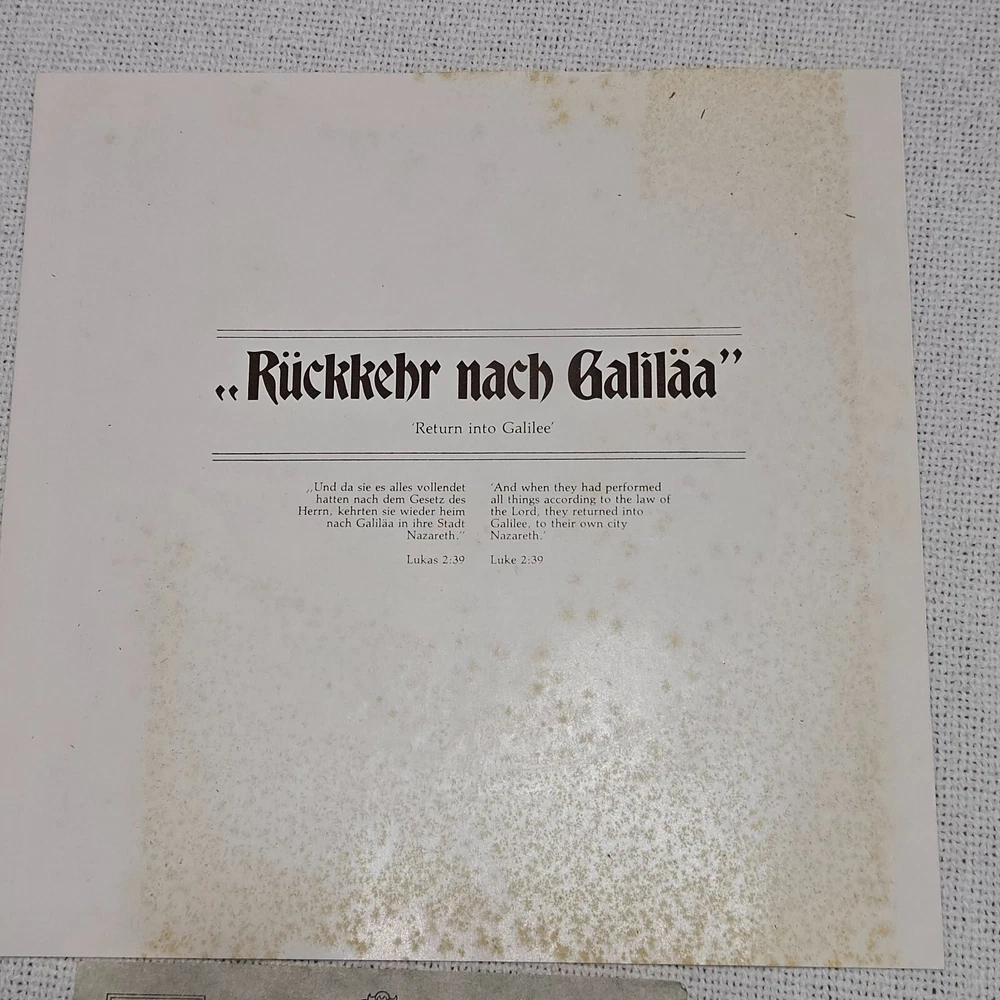 „Rückkehr nach Galiläa”
'Return into Galilee'
„Und da sie es alles vollendet
hatten nach dem Gesetz des
Herrn, kehrten sie wieder heim
nach Galiläa in ihre Stadt
Nazareth.”
Lukas 2:39
'And when they had performed
all things according to the law of
the Lord, they returned into
Galilee, to their own city
Nazareth.'
Luke 2:39